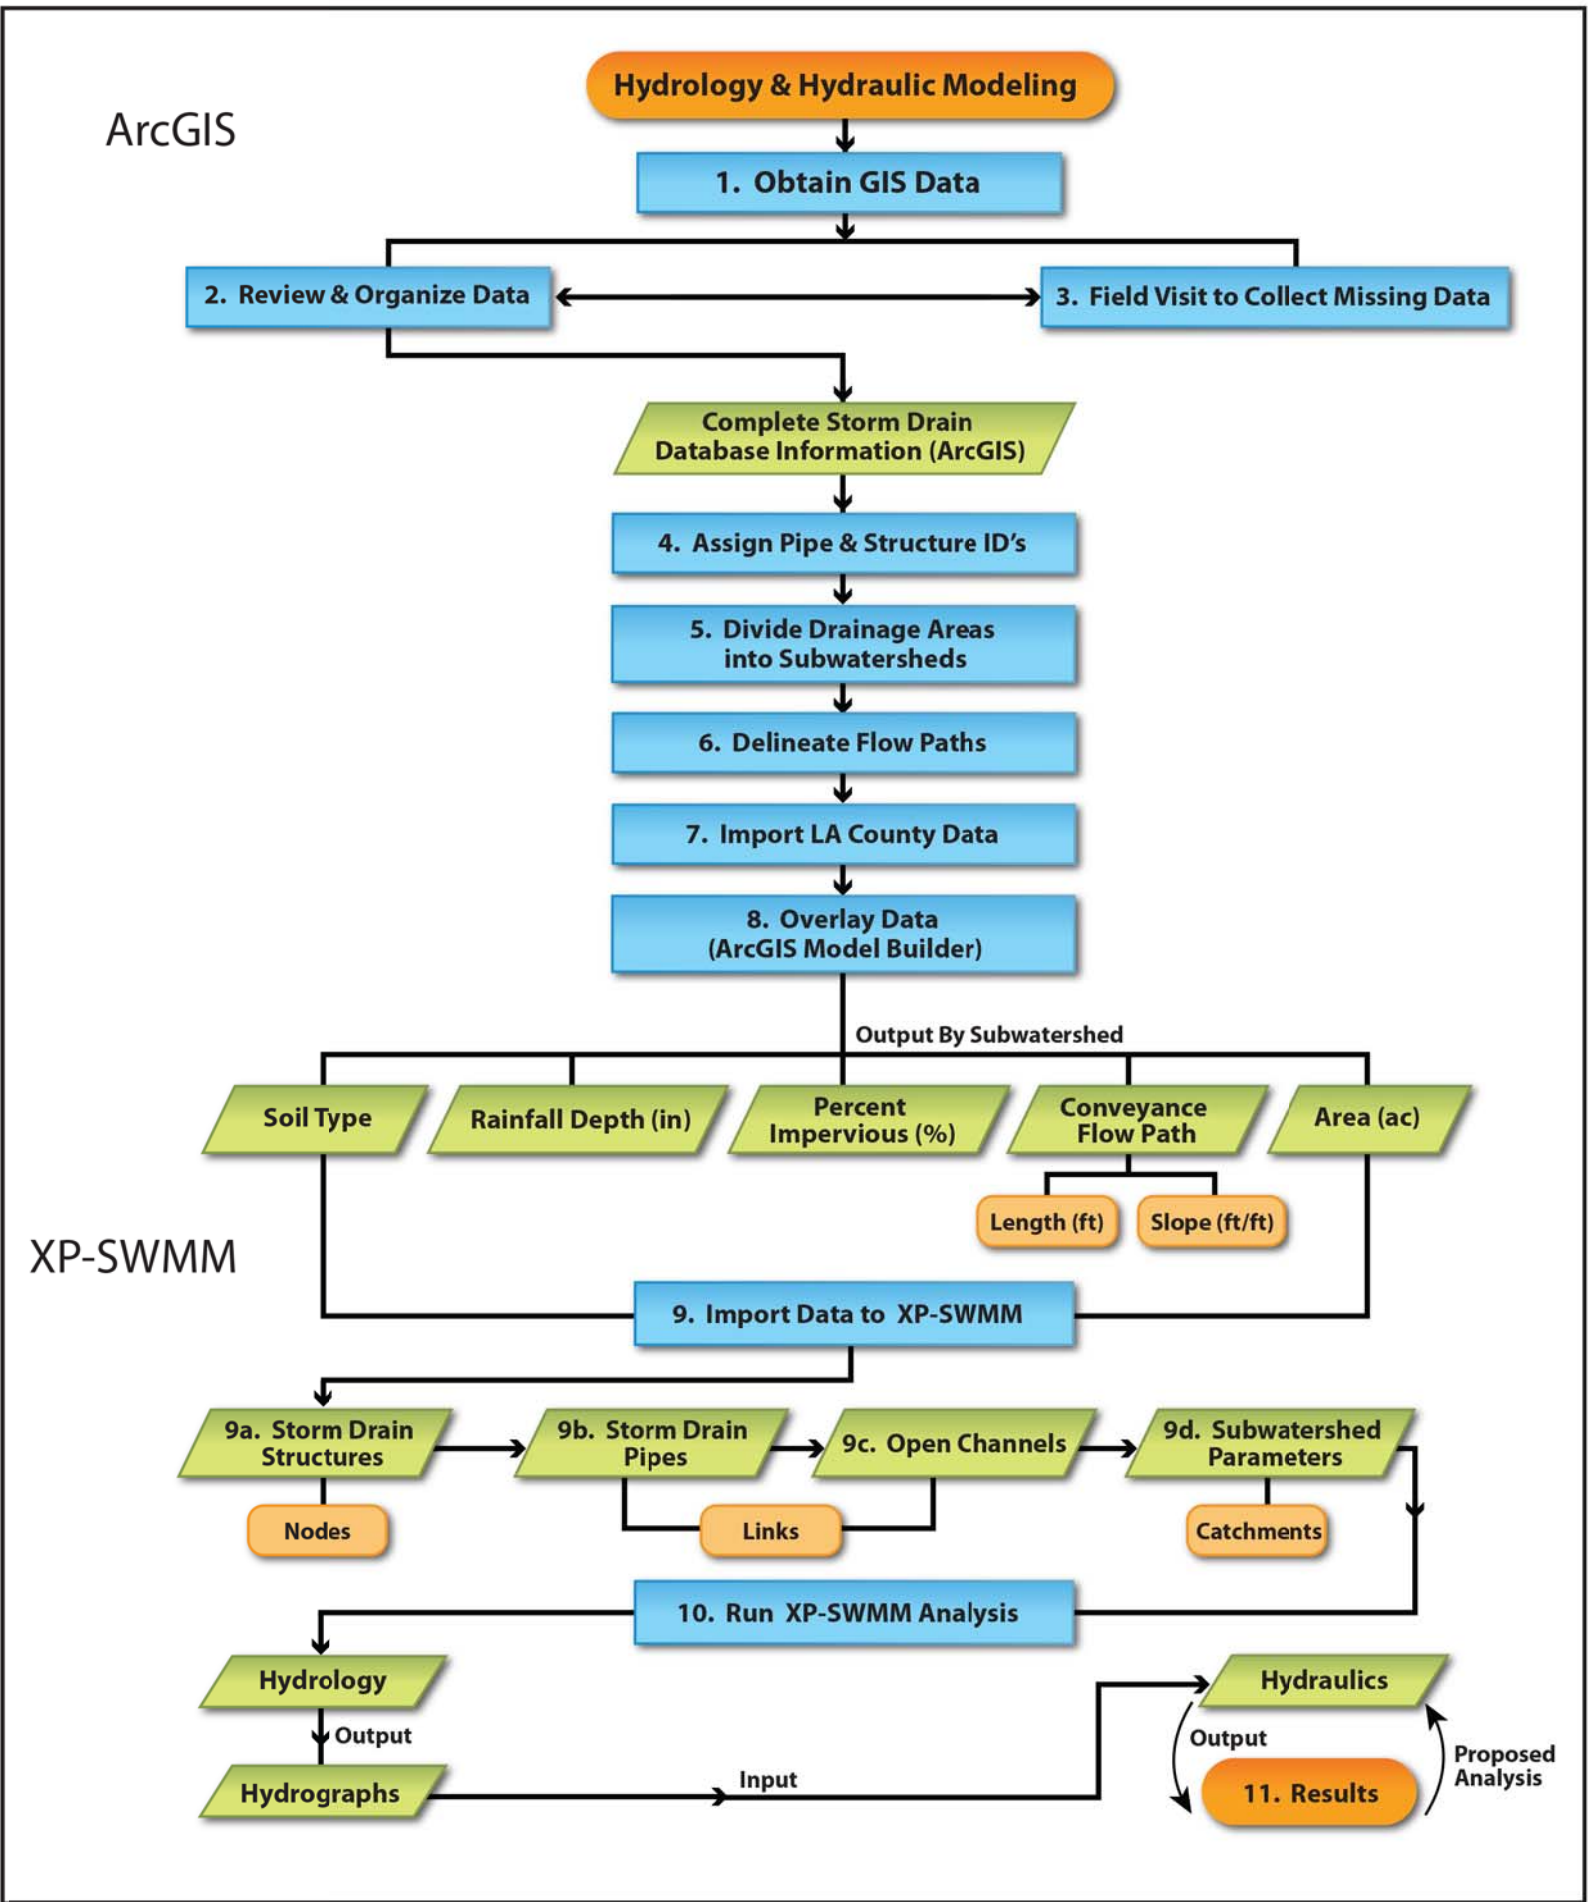 Hydrology & Hydraulic Modeling
ArcGIS
1. Obtain GIS Data
2. Review & Organize Data
3. Field Visit to Collect Missing Data
Complete Storm Drain
Database Information (ArcGIS)
4. Assign Pipe & Structure ID's
5. Divide Drainage Areas
into Subwatersheds
6. Delineate Flow Paths
7. Import LA County Data
8. Overlay Data
(ArcGIS Model Builder)
Output By Subwatershed
Soil Type
Rainfall Depth (in)
Percent
Impervious (%)
Conveyance
Flow Path
Area (ac)
Length (ft)
Slope (ft/ft)
XP-SWMM
9. Import Data to XP-SWMM
9a. Storm Drain
Structures
9b. Storm Drain
Pipes
9c. Open Channels
9d. Subwatershed
Parameters
Nodes
Links
Catchments
10. Run XP-SWMM Analysis
Hydrology
Output
Hydrographs
Input
Hydraulics
Output
11. Results
Proposed
Analysis